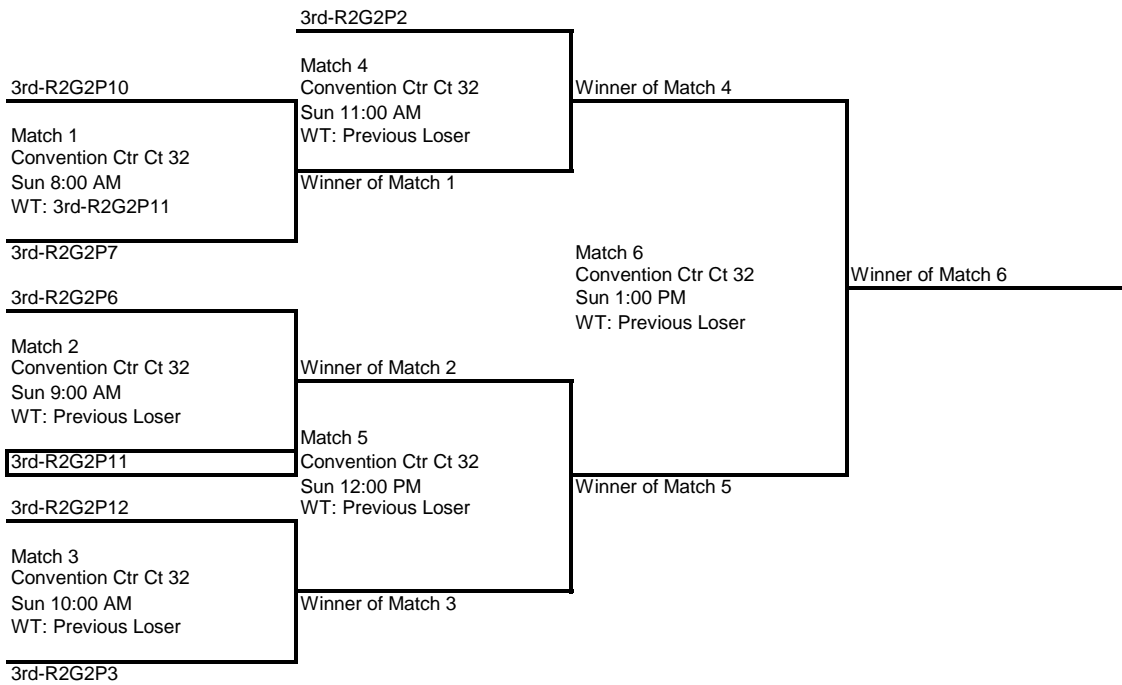 3rd-R2G2P2
Match 4
Convention Ctr Ct 32
Sun 11:00 AM
WT: Previous Loser
3rd-R2G2P10
Winner of Match 4
Match 1
Convention Ctr Ct 32
Sun 8:00 AM
WT: 3rd-R2G2P11
Winner of Match 1
3rd-R2G2P7
Match 6
Convention Ctr Ct 32
Sun 1:00 PM
WT: Previous Loser
Winner of Match 6
3rd-R2G2P6
Match 2
Convention Ctr Ct 32
Sun 9:00 AM
WT: Previous Loser
Winner of Match 2
3rd-R2G2P11
Match 5
Convention Ctr Ct 32
Sun 12:00 PM
WT: Previous Loser
Winner of Match 5
3rd-R2G2P12
Match 3
Convention Ctr Ct 32
Sun 10:00 AM
WT: Previous Loser
Winner of Match 3
3rd-R2G2P3